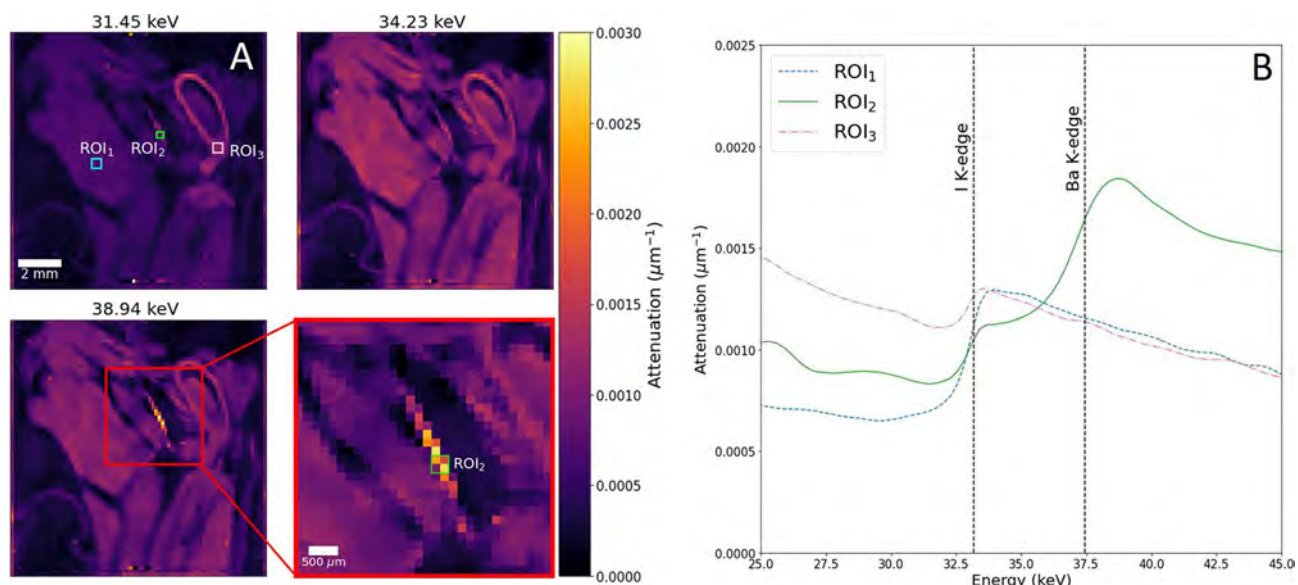 31.45 keV
34.23 keV
A
ROI₁
ROI₂
ROI₃
2 mm
38.94 keV
ROI₂
500 μm
0.0030
0.0025
0.0020
0.0015
0.0010
0.0005
0.0000
Attenuation (μm⁻¹)
B
0.0025
0.0020
0.0015
0.0010
0.0005
0.0000
Attenuation (μm⁻¹)
ROI₁
ROI₂
ROI₃
I K-edge
Ba K-edge
25.0 27.5 30.0 32.5 35.0 37.5 40.0 42.5 45.0
Energy (keV)